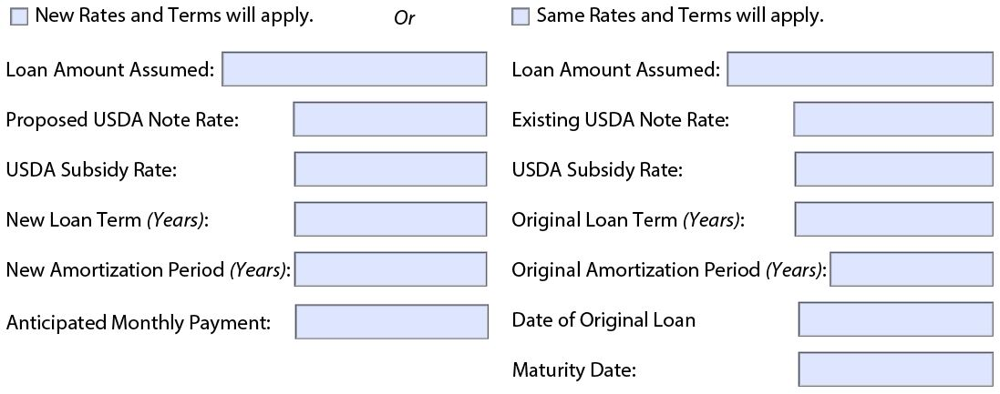 New Rates and Terms will apply.
Or
Same Rates and Terms will apply.
Loan Amount Assumed:
Proposed USDA Note Rate:
USDA Subsidy Rate:
New Loan Term (Years):
New Amortization Period (Years):
Anticipated Monthly Payment:
Loan Amount Assumed:
Existing USDA Note Rate:
USDA Subsidy Rate:
Original Loan Term (Years):
Original Amortization Period (Years):
Date of Original Loan
Maturity Date: